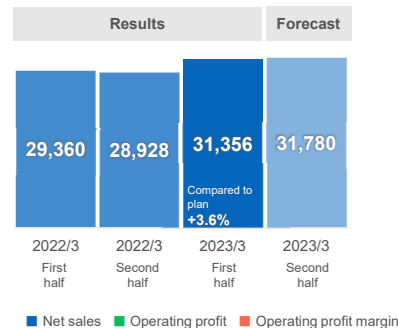 Results Forecast
29,360 28,928 31,356 31,780
Compared to
plan
+3.6%
2022/3 2022/3 2023/3 2023/3
First Second First Second
half half half half
Net sales Operating profit Operating profit margin